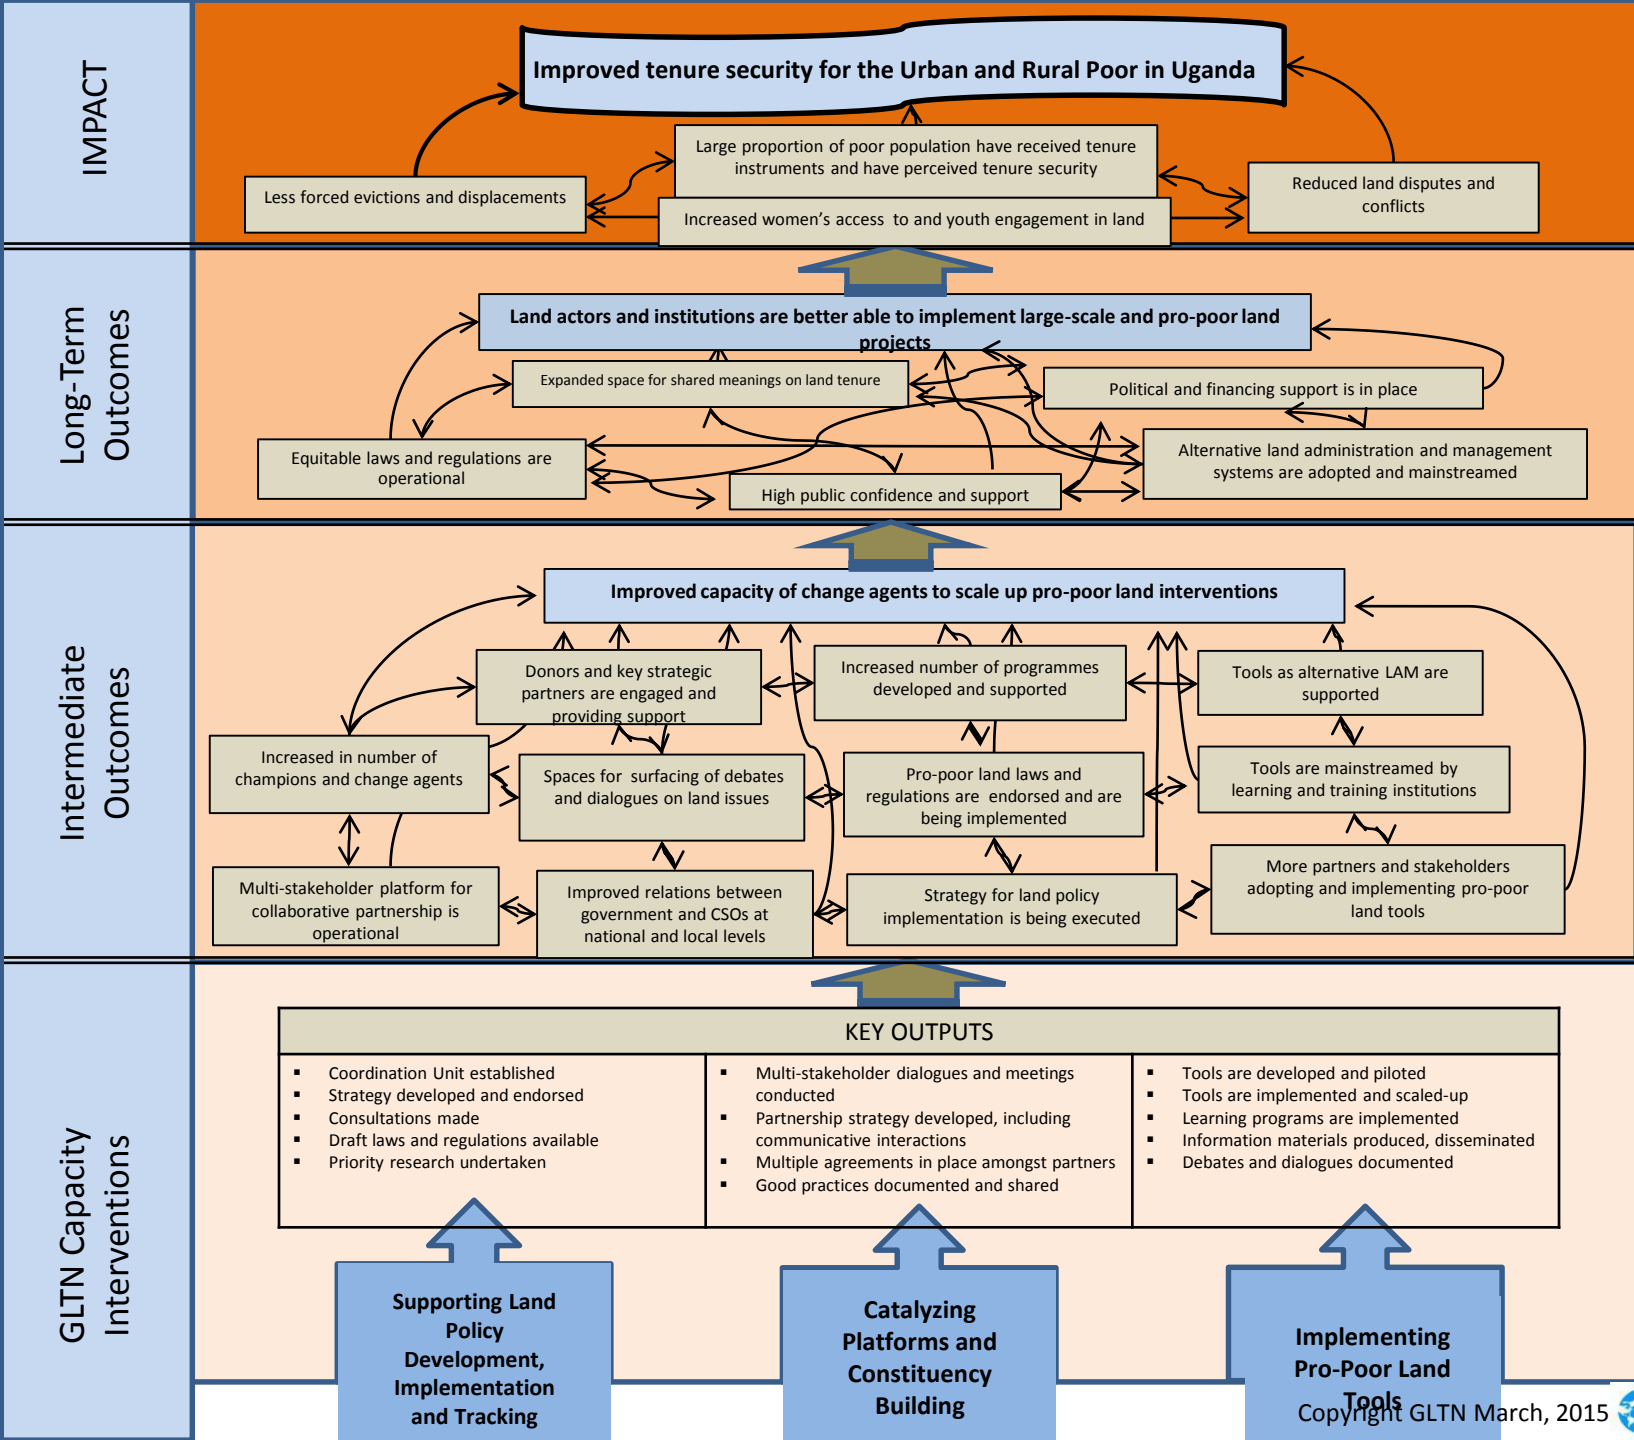 IMPACT
Improved tenure security for the Urban and Rural Poor in Uganda
Large proportion of poor population have received tenure
instruments and have perceived tenure security
Less forced evictions and displacements
Reduced land disputes and
conflicts
Increased women's access to and youth engagement in land
Long-Term
Outcomes
Land actors and institutions are better able to implement large-scale and pro-poor land
projects
Expanded space for shared meanings on land tenure
Political and financing support is in place
Equitable laws and regulations are
operational
Alternative land administration and management
systems are adopted and mainstreamed
High public confidence and support
Intermediate
Outcomes
Improved capacity of change agents to scale up pro-poor land interventions
Donors and key strategic
partners are engaged and
providing support
Increased number of programmes
developed and supported
Tools as alternative LAM are
supported
Increased in number of
champions and change agents
Spaces for surfacing of debates
and dialogues on land issues
Pro-poor land laws and
regulations are endorsed and are
being implemented
Tools are mainstreamed by
learning and training institutions
Multi-stakeholder platform for
collaborative partnership is
operational
Improved relations between
government and CSOs at
national and local levels
Strategy for land policy
implementation is being executed
More partners and stakeholders
adopting and implementing pro-poor
land tools
GLTN Capacity
Interventions
KEY OUTPUTS
▪ Coordination Unit established
▪ Strategy developed and endorsed
▪ Consultations made
▪ Draft laws and regulations available
▪ Priority research undertaken
▪ Multi-stakeholder dialogues and meetings
conducted
▪ Partnership strategy developed, including
communicative interactions
▪ Multiple agreements in place amongst partners
▪ Good practices documented and shared
▪ Tools are developed and piloted
▪ Tools are implemented and scaled-up
▪ Learning programs are implemented
▪ Information materials produced, disseminated
▪ Debates and dialogues documented
Supporting Land
Policy
Development,
Implementation
and Tracking
Catalyzing
Platforms and
Constituency
Building
Implementing
Pro-Poor Land
Tools
Copyright GLTN March, 2015